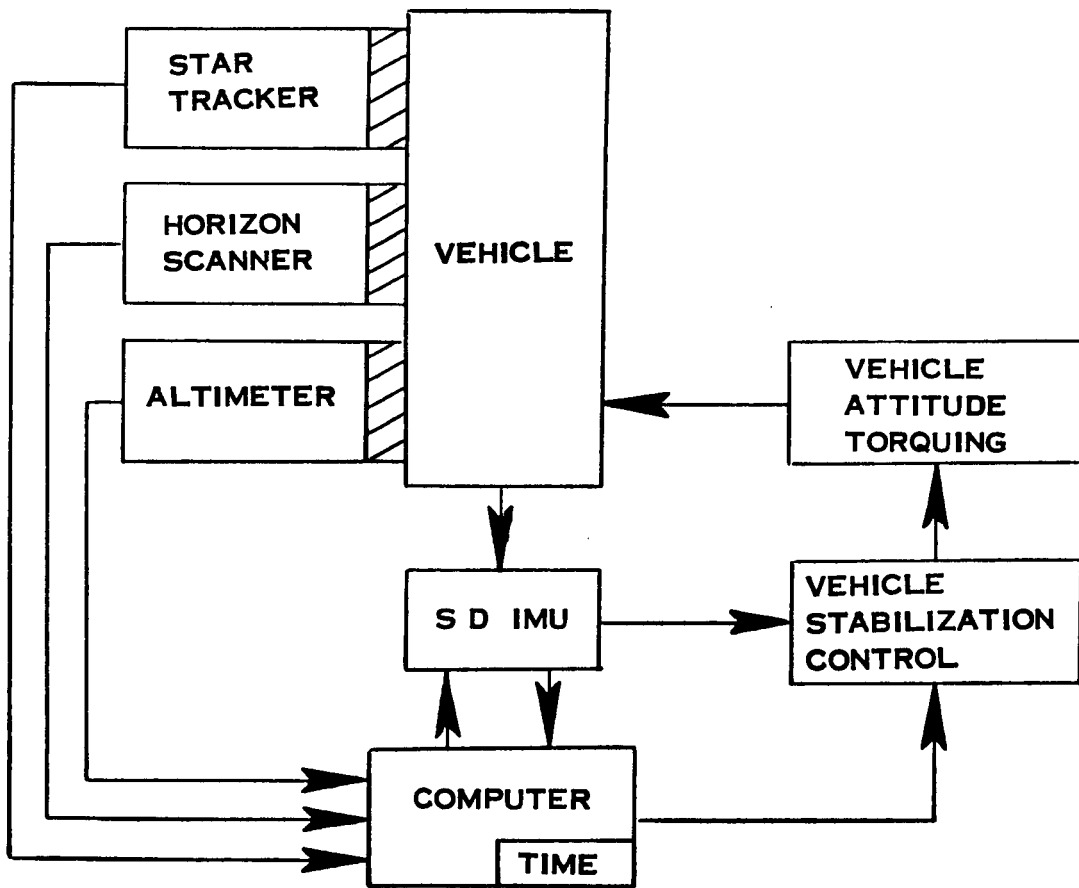 STAR
TRACKER
HORIZON
SCANNER
VEHICLE
ALTIMETER
VEHICLE
ATTITUDE
TORQUING
S D IMU
VEHICLE
STABILIZATION
CONTROL
COMPUTER
TIME